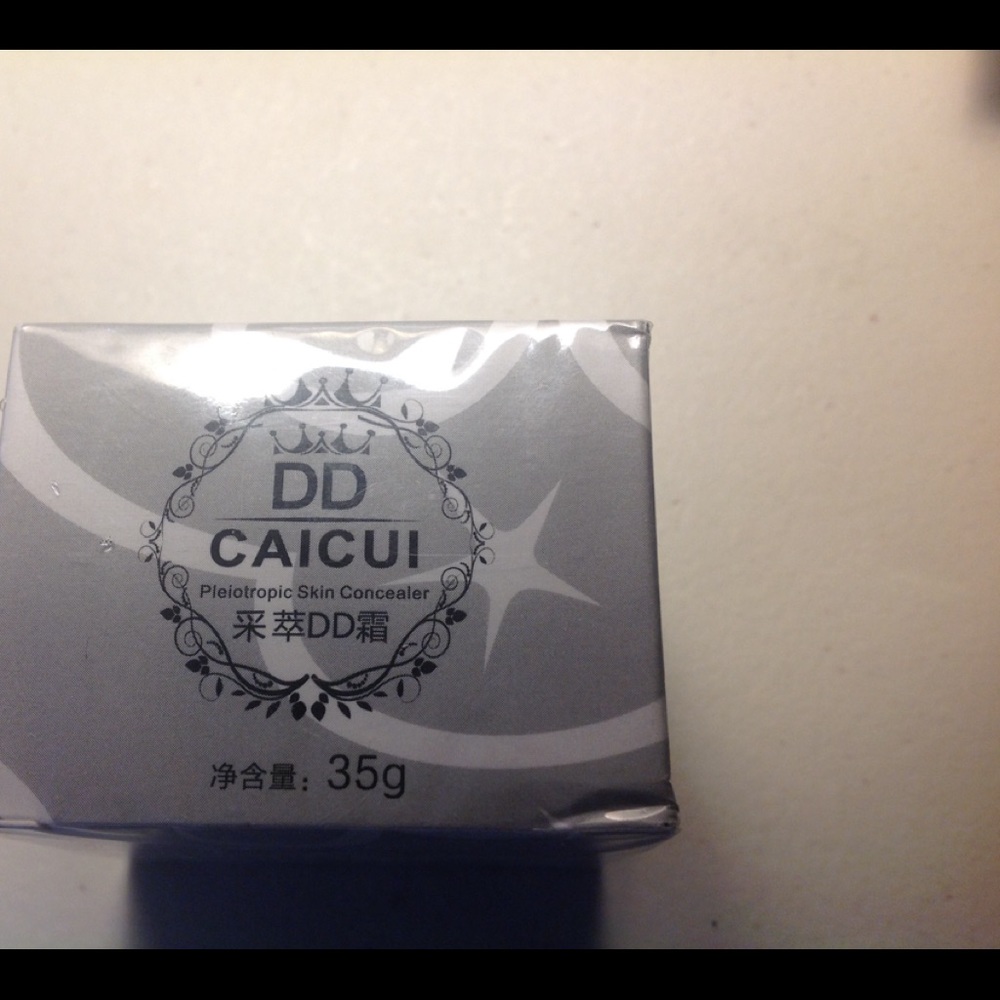 DD
CAICUI
Pleiotropic Skin Concealer
采萃DD霜
净含量：35g